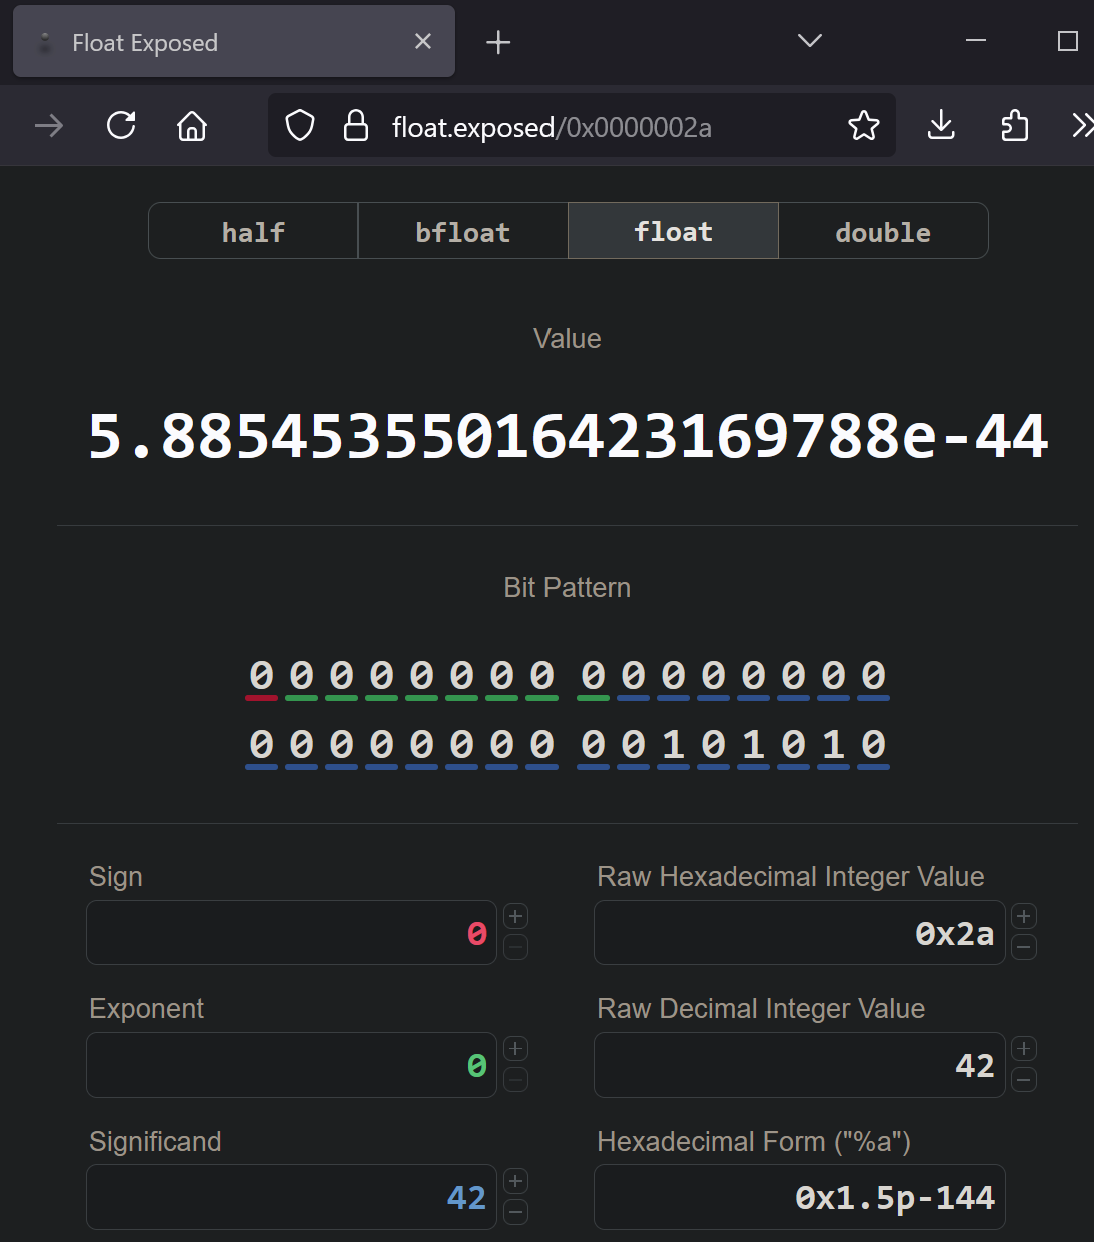 Float Exposed
float.exposed/0x0000002a
half bfloat float double
Value
5.885453550164231​69788e-44
Bit Pattern
0 0 0 0 0 0 0 0 0 0 0 0 0 0 0 0
0 0 0 0 0 0 0 0 0 0 1 0 1 0 1 0
Sign Raw Hexadecimal Integer Value
0 + − 0x2a + −
Exponent Raw Decimal Integer Value
0 + − 42 + −
Significand Hexadecimal Form ("%a")
42 + − 0x1.5p-144